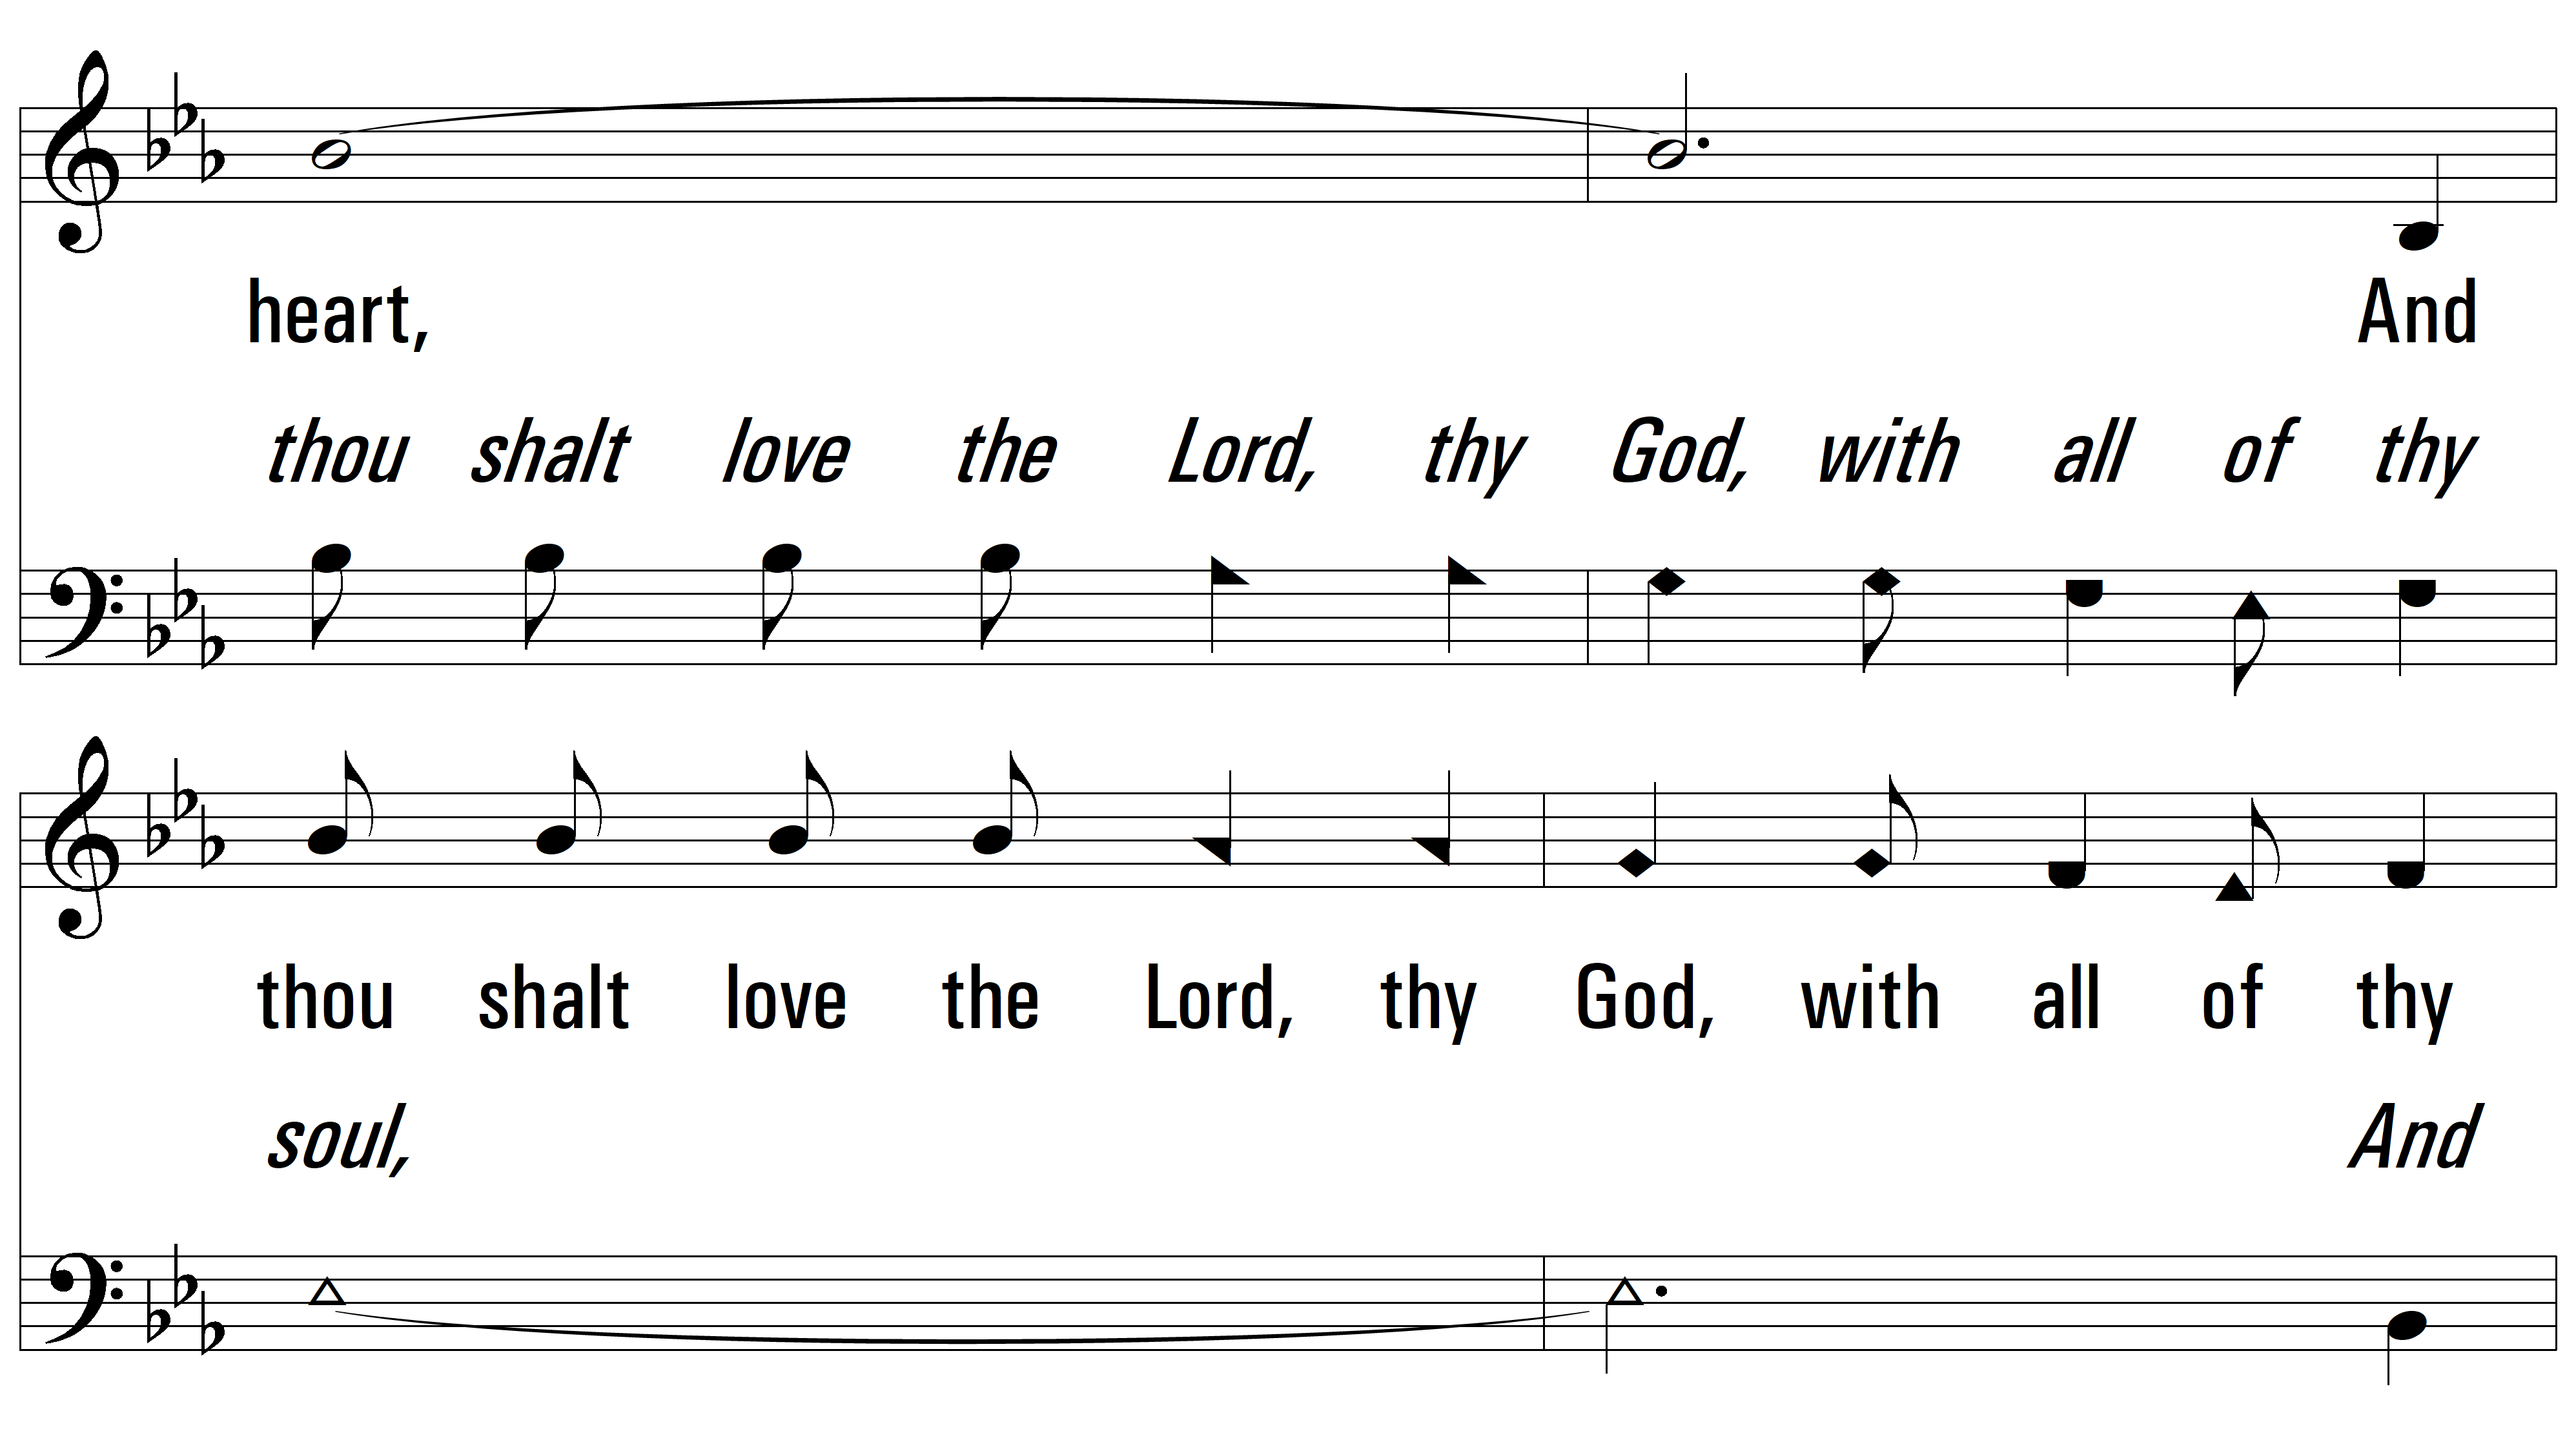 heart, And
thou shalt love the Lord, thy God, with all of thy
thou shalt love the Lord, thy God, with all of thy
soul, And